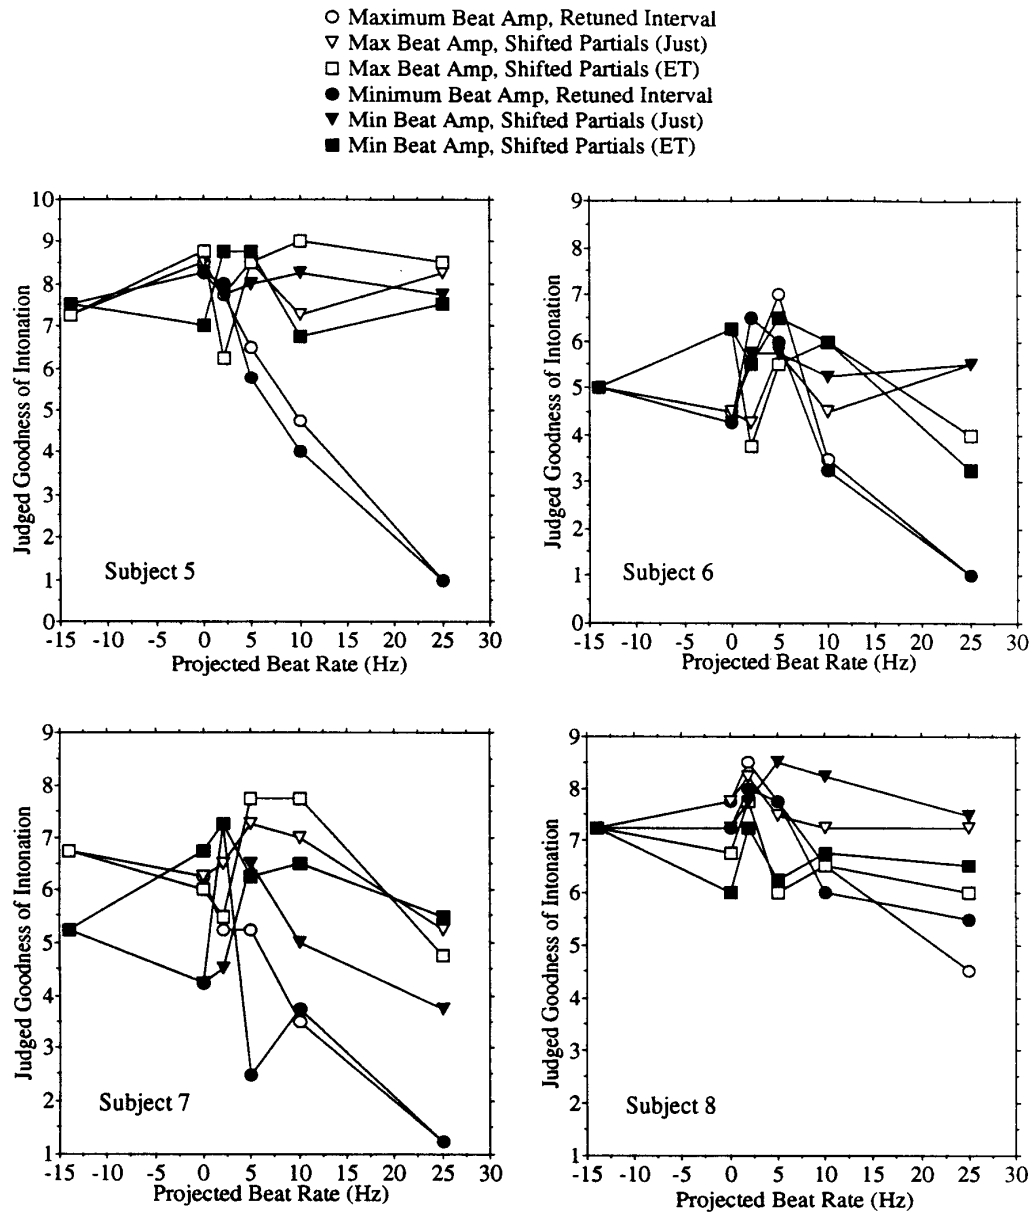 Maximum Beat Amp, Retuned Interval
Max Beat Amp, Shifted Partials (Just)
Max Beat Amp, Shifted Partials (ET)
Minimum Beat Amp, Retuned Interval
Min Beat Amp, Shifted Partials (Just)
Min Beat Amp, Shifted Partials (ET)
Judged Goodness of Intonation
10
9
8
7
6
5
4
3
2
1
0
Subject 5
-15 -10 -5 0 5 10 15 20 25 30
Projected Beat Rate (Hz)
Judged Goodness of Intonation
9
8
7
6
5
4
3
2
1
0
Subject 6
-15 -10 -5 0 5 10 15 20 25 30
Projected Beat Rate (Hz)
Judged Goodness of Intonation
9
8
7
6
5
4
3
2
1
Subject 7
-15 -10 -5 0 5 10 15 20 25 30
Projected Beat Rate (Hz)
Judged Goodness of Intonation
9
8
7
6
5
4
3
2
1
Subject 8
-15 -10 -5 0 5 10 15 20 25 30
Projected Beat Rate (Hz)